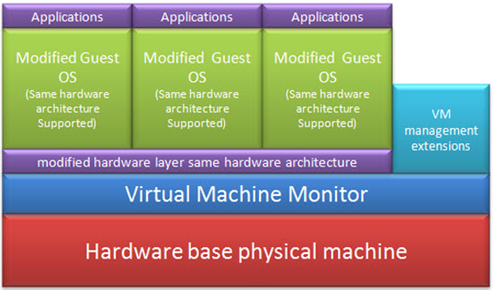 Applications
Applications
Applications
Modified Guest
OS
(Same hardware
architecture
Supported)
Modified Guest
OS
(Same hardware
architecture
Supported)
Modified Guest
OS
(Same hardware
architecture
Supported)
VM
management
extensions
modified hardware layer same hardware architecture
Virtual Machine Monitor
Hardware base physical machine